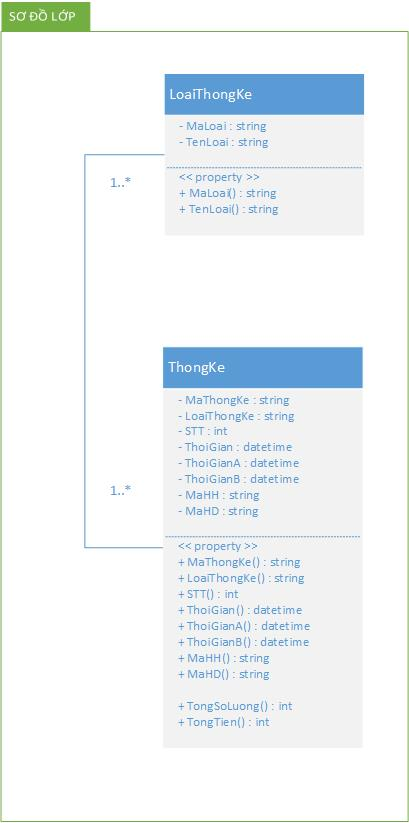 SƠ ĐỒ LỚP
LoaiThongKe
- MaLoai : string
- TenLoai : string
<< property >>
+ MaLoai() : string
+ TenLoai() : string
1..*
ThongKe
- MaThongKe : string
- LoaiThongKe : string
- STT : int
- ThoiGian : datetime
- ThoiGianA : datetime
- ThoiGianB : datetime
- MaHH : string
- MaHD : string
1..*
<< property >>
+ MaThongKe() : string
+ LoaiThongKe() : string
+ STT() : int
+ ThoiGian() : datetime
+ ThoiGianA() : datetime
+ ThoiGianB() : datetime
+ MaHH() : string
+ MaHD() : string
+ TongSoLuong() : int
+ TongTien() : int